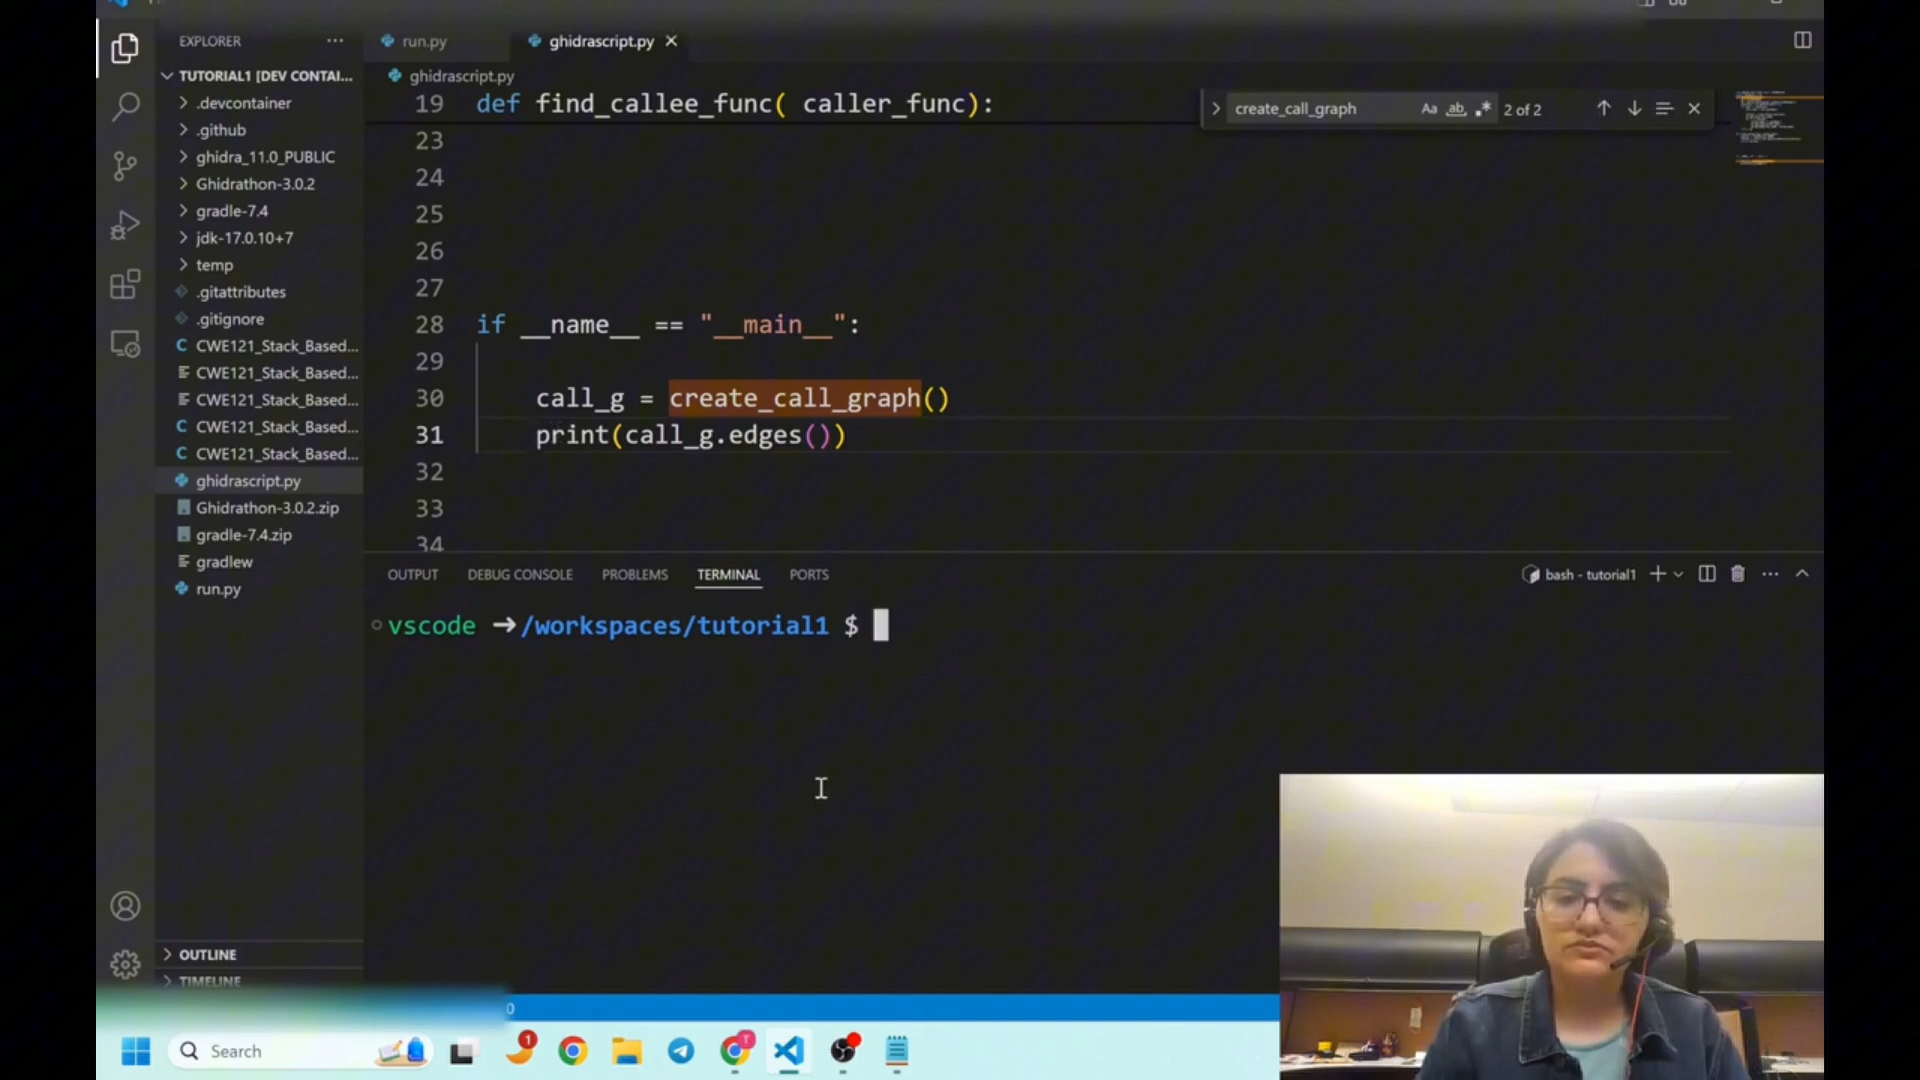 EXPLORER
run.py
ghidrascript.py
TUTORIAL1 [DEV CONTAI...
ghidrascript.py
.devcontainer
.github
ghidra_11.0_PUBLIC
Ghidrathon-3.0.2
gradle-7.4
jdk-17.0.10+7
temp
.gitattributes
.gitignore
C CWE121_Stack_Based...
CWE121_Stack_Based...
CWE121_Stack_Based...
C CWE121_Stack_Based...
C CWE121_Stack_Based...
ghidrascript.py
Ghidrathon-3.0.2.zip
gradle-7.4.zip
gradlew
run.py
OUTLINE
TIMELINE
19 def find_callee_func( caller_func):
create_call_graph Aa ab 2 of 2
23
24
25
26
27
28 if __name__ == "__main__":
29
30 call_g = create_call_graph()
31 print(call_g.edges())
32
33
34
OUTPUT DEBUG CONSOLE PROBLEMS TERMINAL PORTS
bash - tutorial1
vscode ➜ /workspaces/tutorial1 $
0
Search
1
T